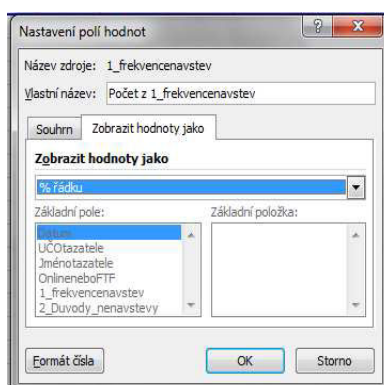 Nastavení polí hodnot
Název zdroje: 1_frekvencenavstev
Vlastní název: Počet z 1_frekvencenavstev
Souhrn Zobrazit hodnoty jako
Zobrazit hodnoty jako
% řádku
Základní pole: Základní položka:
Datum
UČOtazatele
Jménotazatele
OnlineneboFTF
1_frekvencenavstev
2_Duvody_nenavstevy
Formát čísla OK Storno